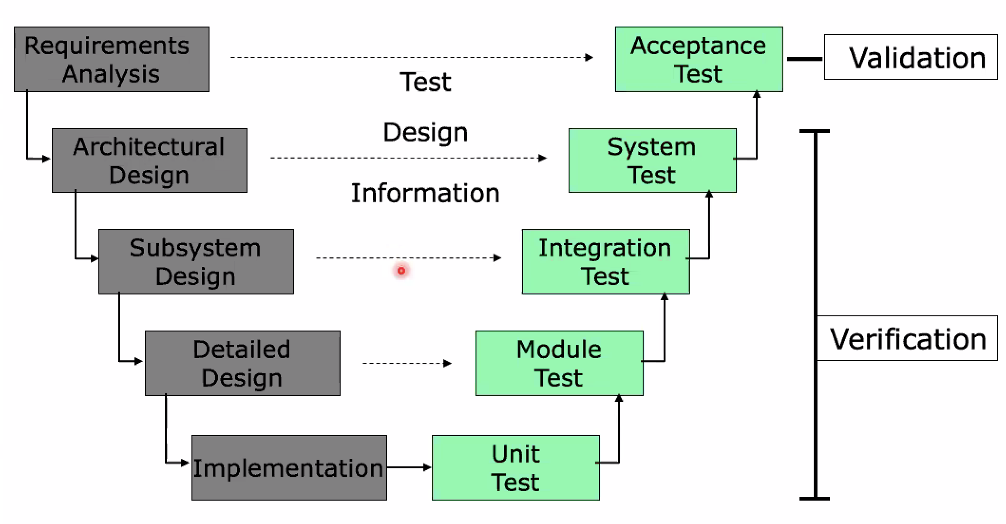 Requirements
Analysis
Acceptance
Test
Validation
Test
Architectural
Design
Design
System
Test
Information
Subsystem
Design
Integration
Test
Verification
Detailed
Design
Module
Test
Implementation
Unit
Test